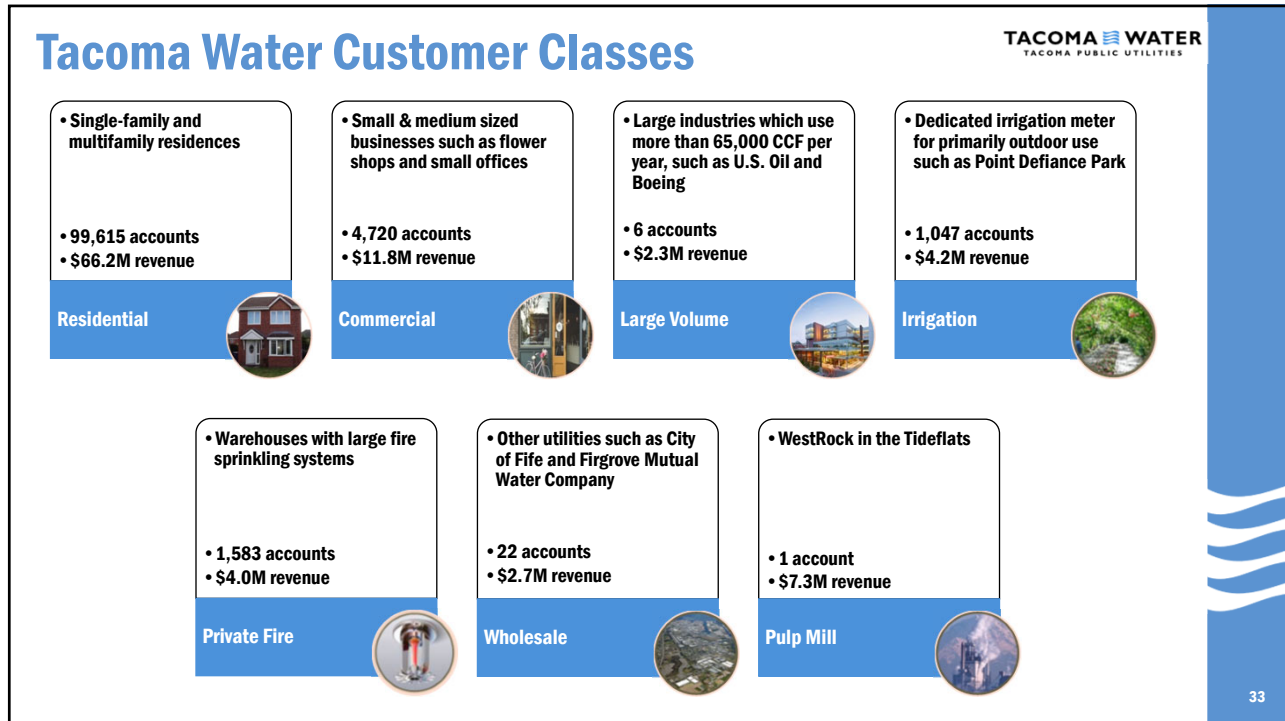 Tacoma Water Customer Classes
TACOMA WATER
TACOMA PUBLIC UTILITIES
• Single-family and
multifamily residences
• 99,615 accounts
• $66.2M revenue
Residential
• Small & medium sized
businesses such as flower
shops and small offices
• 4,720 accounts
• $11.8M revenue
Commercial
• Large industries which use
more than 65,000 CCF per
year, such as U.S. Oil and
Boeing
• 6 accounts
• $2.3M revenue
Large Volume
• Dedicated irrigation meter
for primarily outdoor use
such as Point Defiance Park
• 1,047 accounts
• $4.2M revenue
Irrigation
• Warehouses with large fire
sprinkling systems
• 1,583 accounts
• $4.0M revenue
Private Fire
• Other utilities such as City
of Fife and Firgrove Mutual
Water Company
• 22 accounts
• $2.7M revenue
Wholesale
• WestRock in the Tideflats
• 1 account
• $7.3M revenue
Pulp Mill
33